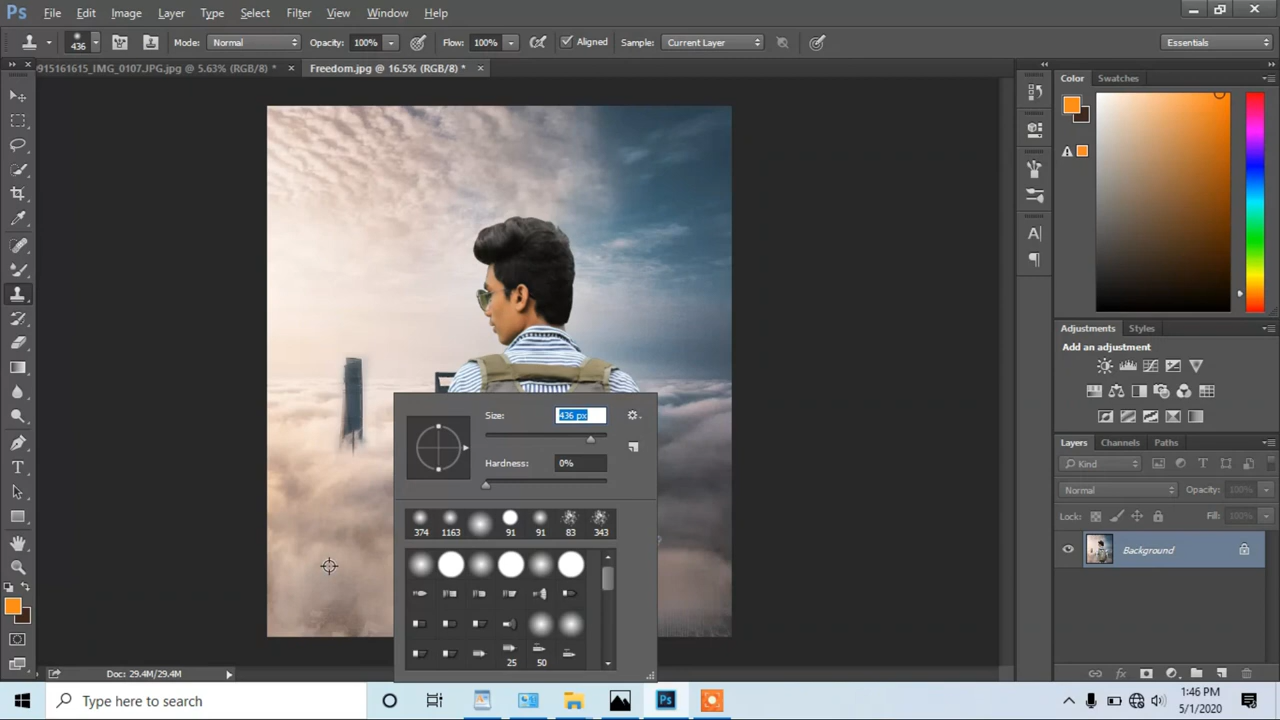 Ps File Edit Image Layer Type Select Filter View Window Help
436 Mode: Normal Opacity: 100% Flow: 100% Aligned Sample: Current Layer Essentials
0915161615_IMG_0107.JPG.jpg @ 5.63% (RGB/8) * × Freedom.jpg @ 16.5% (RGB/8) * ×
Color Swatches
Adjustments Styles
Add an adjustment
Size: 436 px
Hardness: 0%
374 1163 91 91 83 343
25 50
Layers Channels Paths
Kind
Normal Opacity: 100%
Lock: Fill: 100%
Background
Doc: 29.4M/29.4M
Type here to search
Ps
1:46 PM
5/1/2020